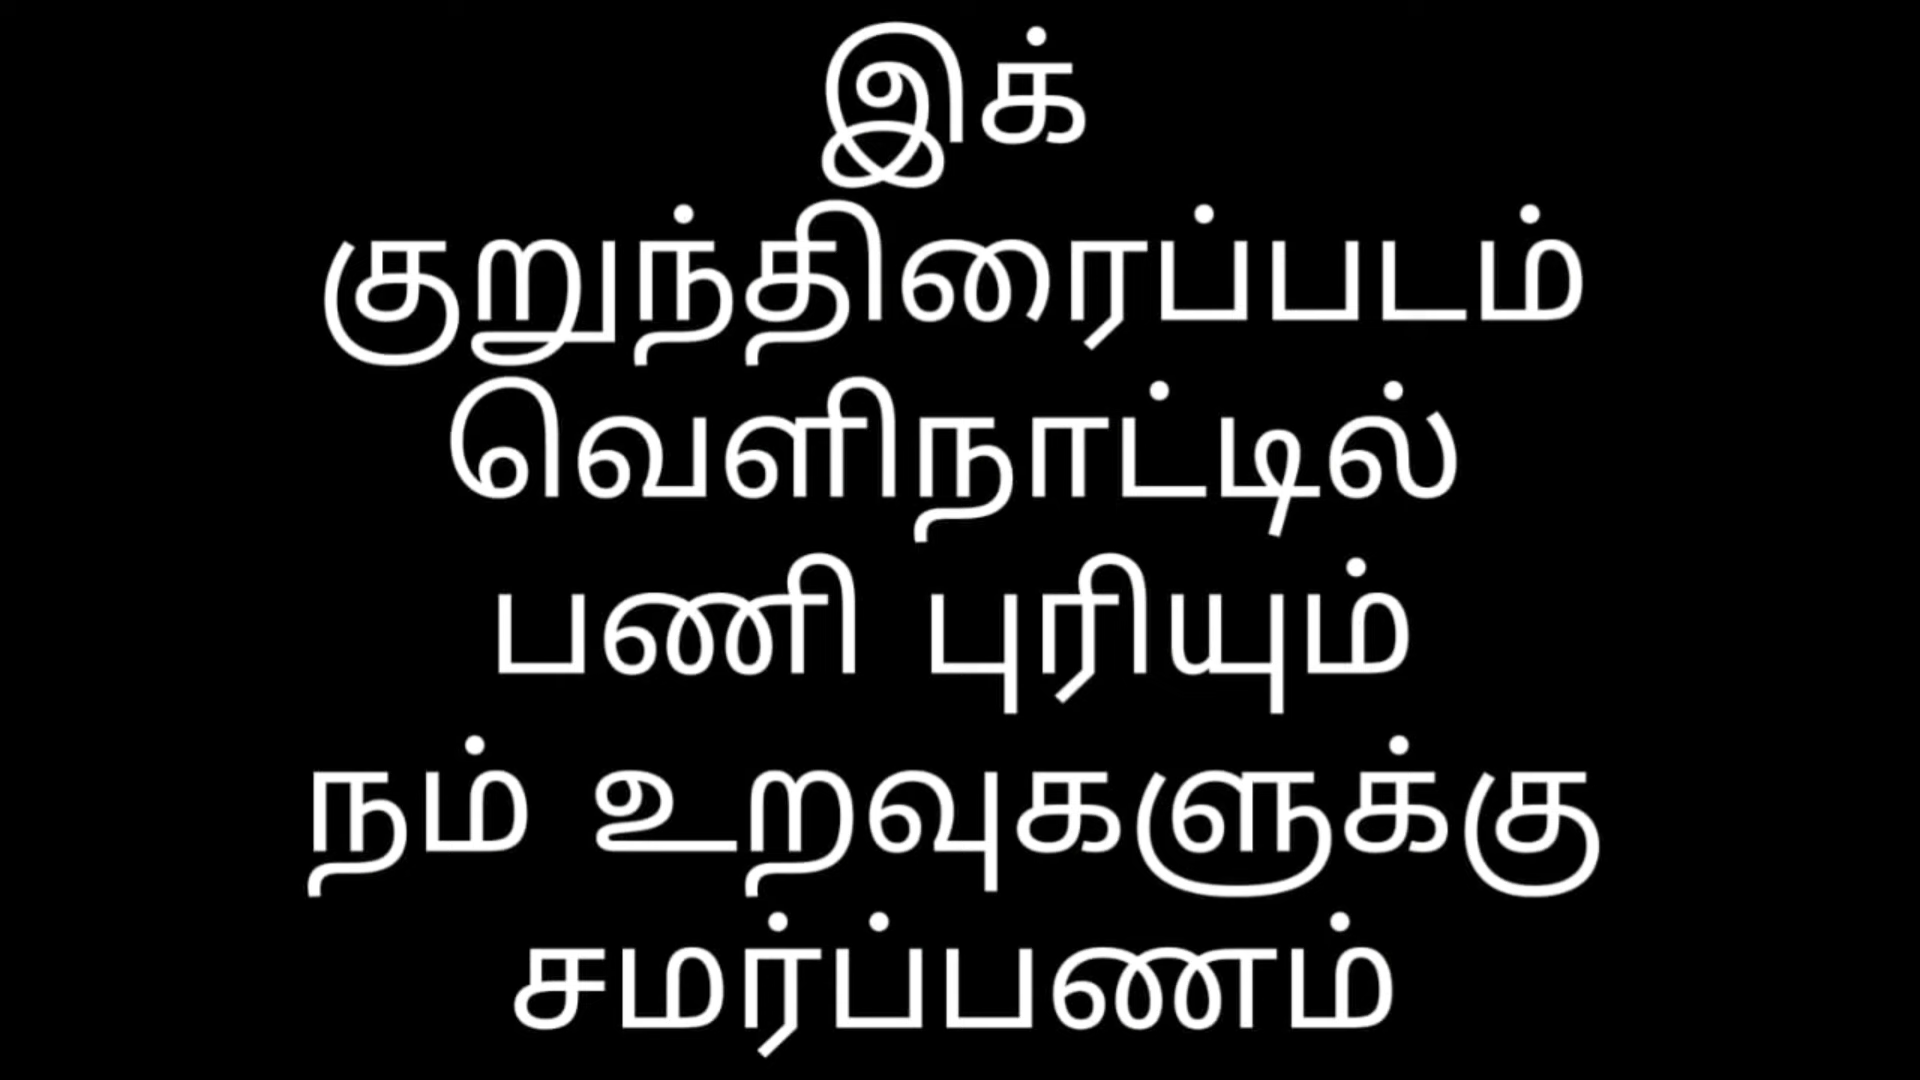 இக்
குறுந்திரைப்படம்
வெளிநாட்டில்
பணி புரியும்
நம் உறவுகளுக்கு
சமர்ப்பணம்